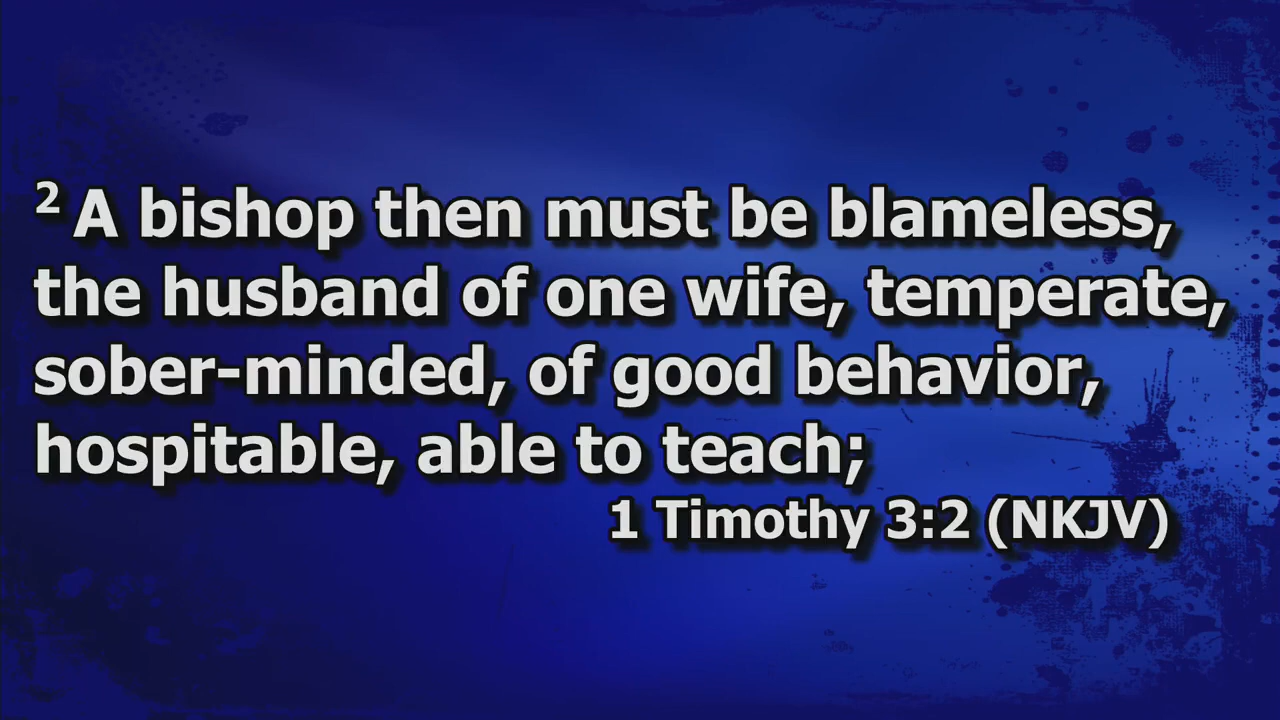 2 A bishop then must be blameless,
the husband of one wife, temperate,
sober-minded, of good behavior,
hospitable, able to teach;
1 Timothy 3:2 (NKJV)